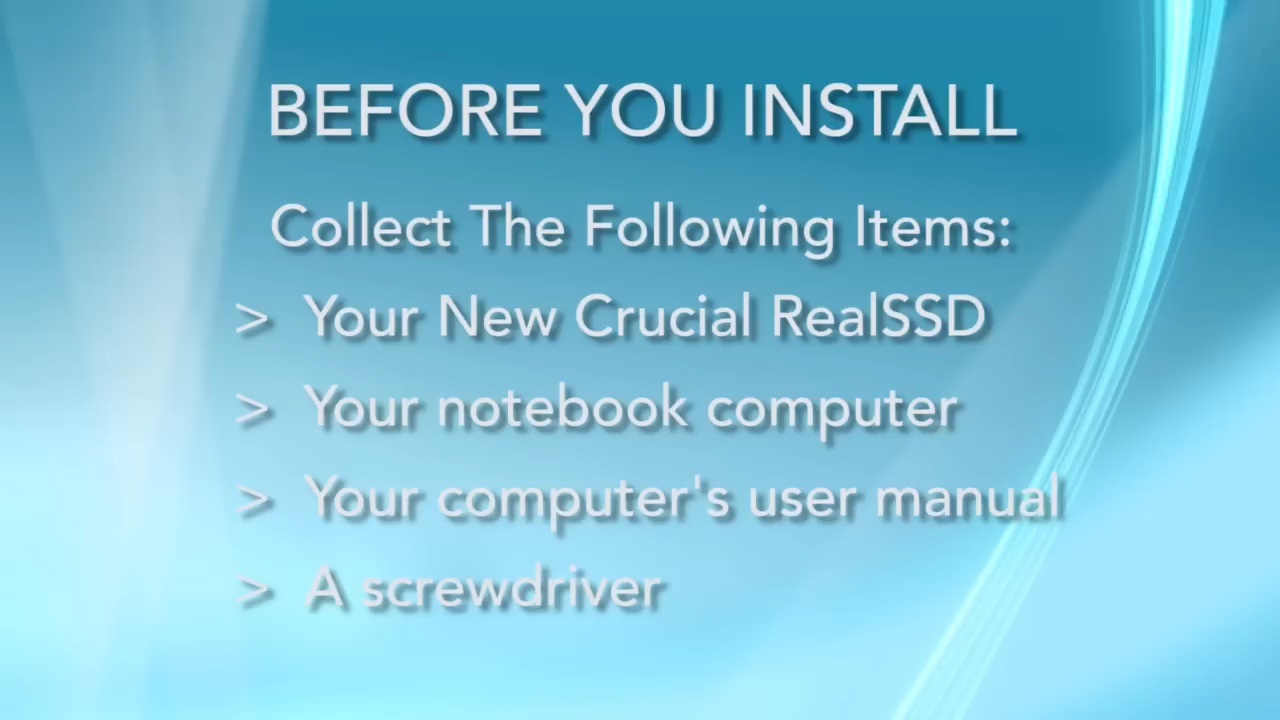 BEFORE YOU INSTALL
Collect The Following Items:
> Your New Crucial RealSSD
> Your notebook computer
> Your computer's user manual
> A screwdriver